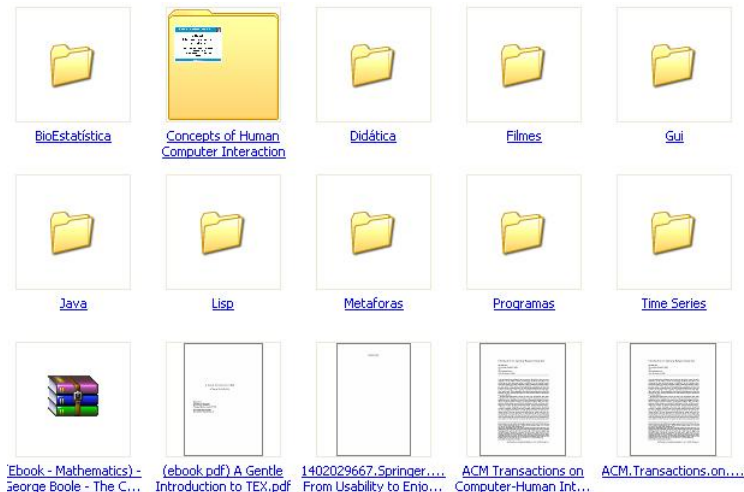 BioEstatística
Concepts of Human
Computer Interaction
Didática
Filmes
Gui
Java
Lisp
Metaforas
Programas
Time Series
(Ebook - Mathematics) -
George Boole - The C...
(ebook pdf) A Gentle
Introduction to TEX.pdf
1402029667.Springer....
From Usability to Enjo...
ACM Transactions on
Computer-Human Int...
ACM.Transactions.on....